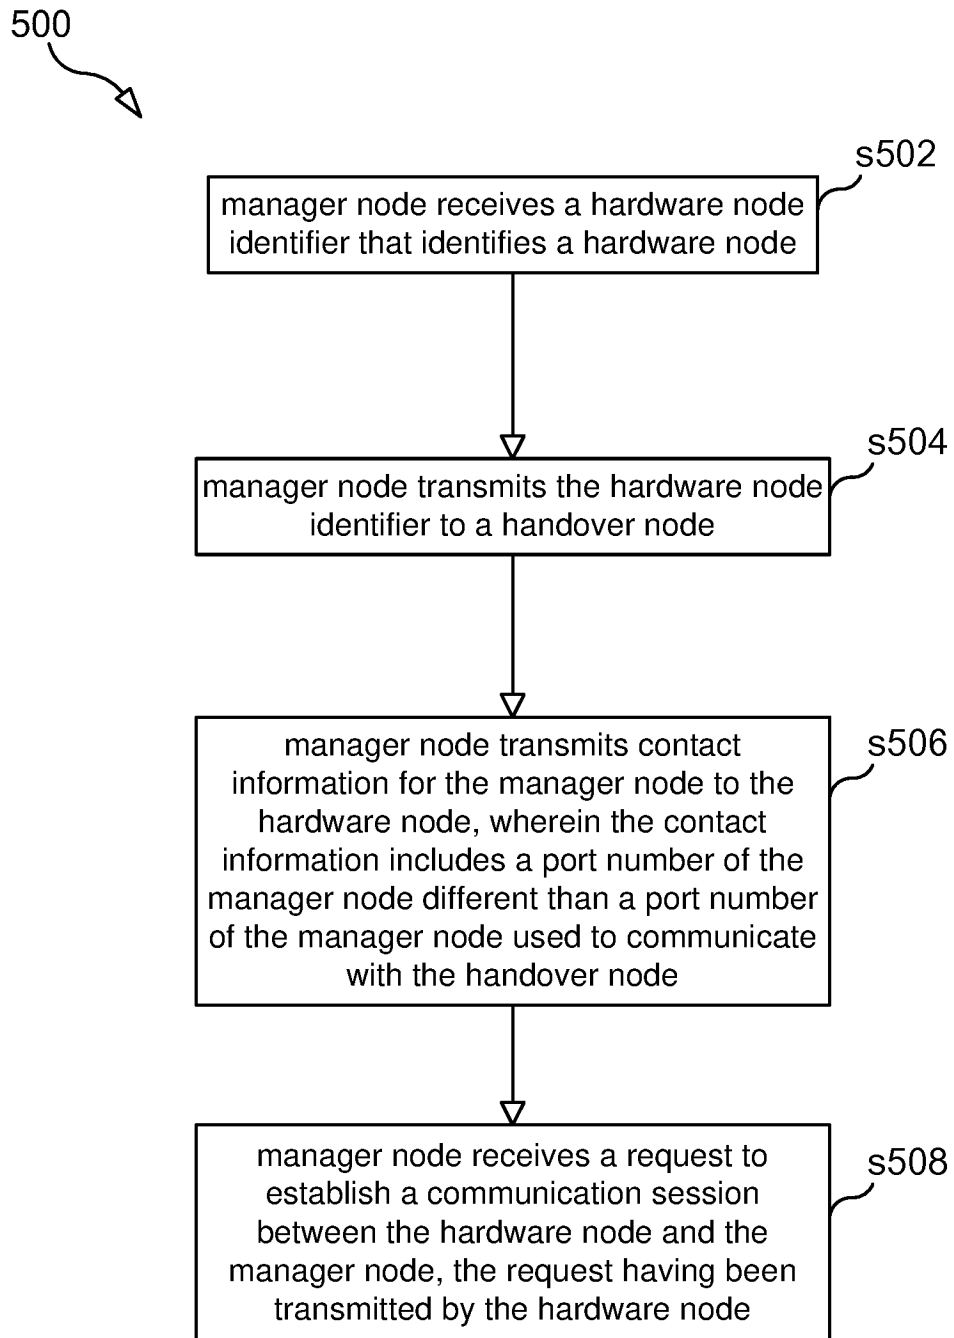 500
s502
manager node receives a hardware node
identifier that identifies a hardware node
s504
manager node transmits the hardware node
identifier to a handover node
s506
manager node transmits contact
information for the manager node to the
hardware node, wherein the contact
information includes a port number of the
manager node different than a port number
of the manager node used to communicate
with the handover node
s508
manager node receives a request to
establish a communication session
between the hardware node and the
manager node, the request having been
transmitted by the hardware node